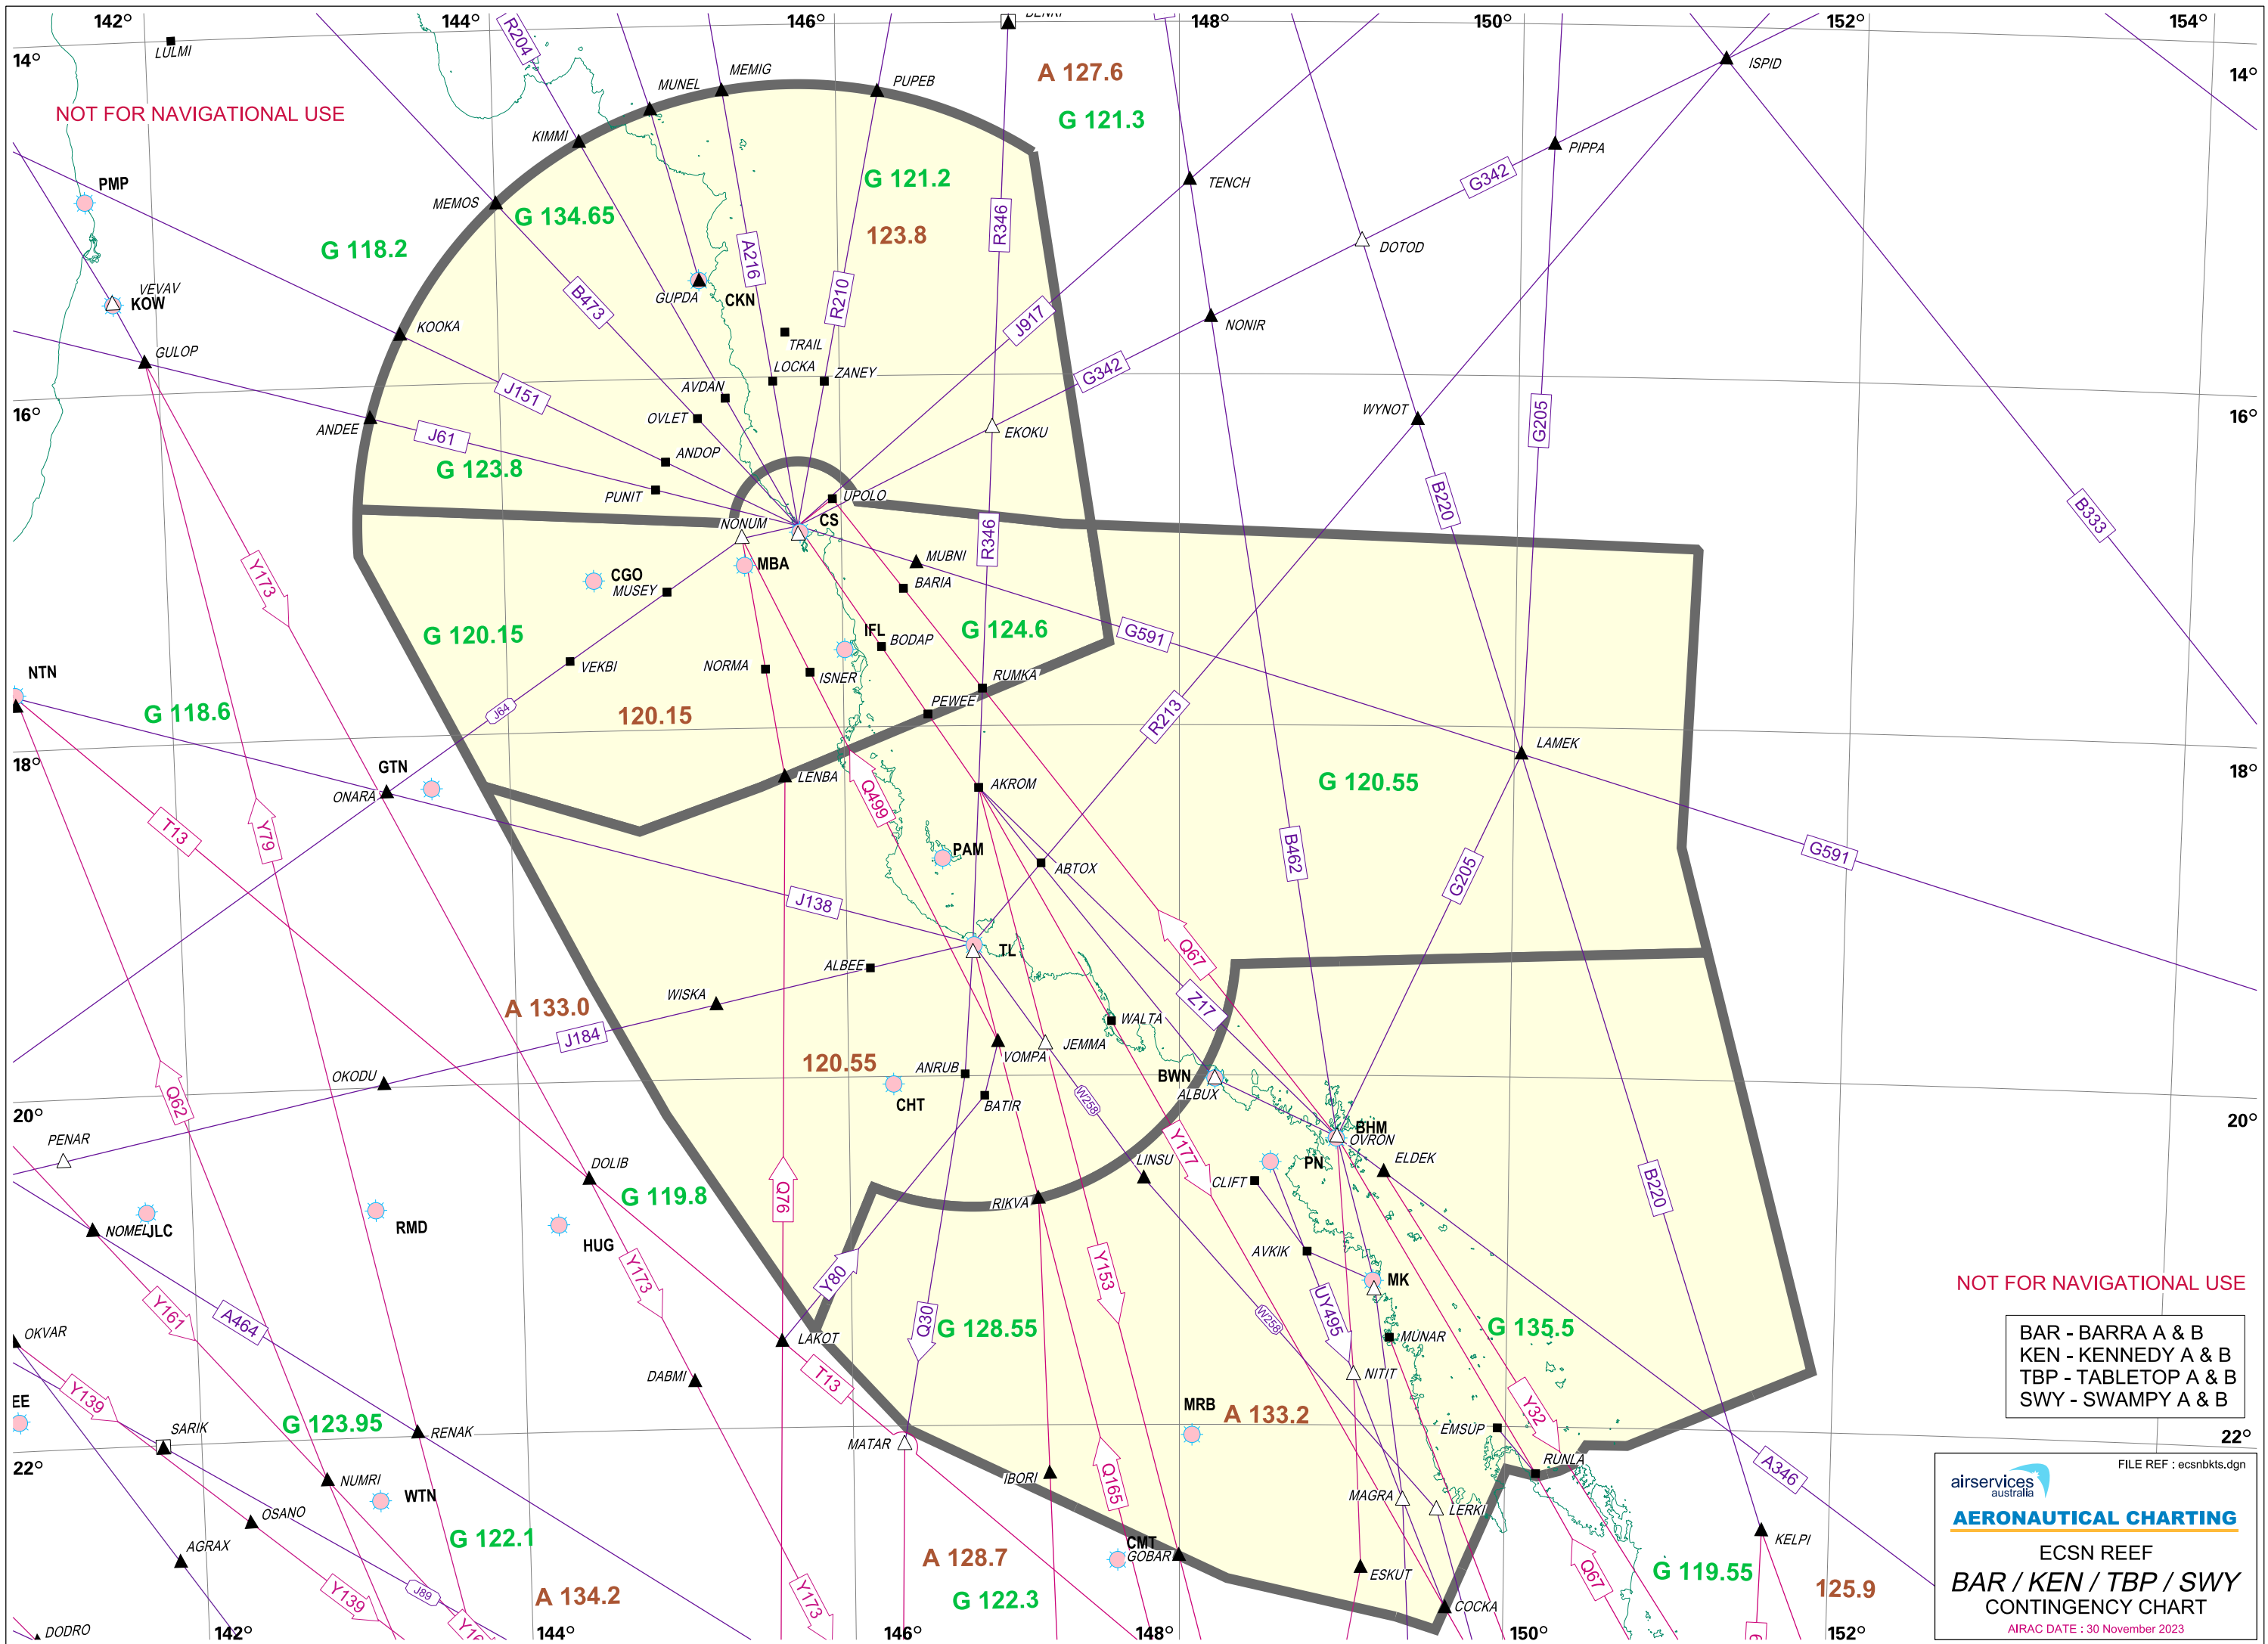 142°
144°
146°
148°
150°
152°
154°
14°
LULMI
R204
MEMIG
MUNEL
PUPEB
A 127.6
ISPID
14°
NOT FOR NAVIGATIONAL USE
G 121.3
KIMMI
PIPPA
PMP
G 121.2
TENCH
G342
MEMOS
G 134.65
R346
123.8
G 118.2
A216
DOTOD
VEVAV
KOW
B473
GUPDA
CKN
R210
J917
NONIR
KOOKA
TRAIL
GULOP
LOCKA
ZANEY
G342
J151
AVDAN
16°
OVLET
WYNOT
G205
16°
ANDEE
J61
EKOKU
ANDOP
G 123.8
PUNIT
UPOLO
B220
B333
NONUM
CS
R346
MUBNI
Y173
CGO
MBA
MUSEY
BARIA
G 120.15
IFL
G 124.6
G591
BODAP
NTN
VEKBI
NORMA
ISNER
RUMKA
PEWEE
G 118.6
J64
120.15
R213
LAMEK
18°
GTN
LENBA
AKROM
G 120.55
18°
ONARA
Q499
T13
Y79
PAM
ABTOX
B462
G205
G591
J138
Q67
TL
ALBEE
WISKA
Z17
A 133.0
WALTA
J184
JEMMA
VOMPA
120.55
ANRUB
BWN
OKODU
Q62
CHT
BATIR
W258
ALBUX
20°
20°
PENAR
BHM
OVRON
Y177
DOLIB
LINSU
PN
ELDEK
CLIFT
G 119.8
Q76
RIKVA
B220
NOMEL
JLC
RMD
HUG
AVKIK
Y173
Y80
Y153
MK
NOT FOR NAVIGATIONAL USE
Y161
A464
UY495
OKVAR
LAKOT
Q30
G 128.55
W258
MUNAR
G 135.5
BAR - BARRA A & B
KEN - KENNEDY A & B
TBP - TABLETOP A & B
SWY - SWAMPY A & B
DABMI
T13
NITIT
Y139
EE
MRB
A 133.2
Y32
SARIK
G 123.95
RENAK
MATAR
EMSUP
22°
22°
RUNLA
A346
IBORI
Q165
NUMRI
WTN
MAGRA
LERKI
FILE REF : ecsnbkts.dgn
airservices
australia
AERONAUTICAL CHARTING
OSANO
G 122.1
KELPI
AGRAX
A 128.7
CMT
GOBAR
ESKUT
Q67
G 119.55
125.9
ECSN REEF
BAR / KEN / TBP / SWY
CONTINGENCY CHART
AIRAC DATE : 30 November 2023
Y139
J89
A 134.2
Y173
G 122.3
COCKA
DODRO
142°
144°
146°
148°
150°
152°